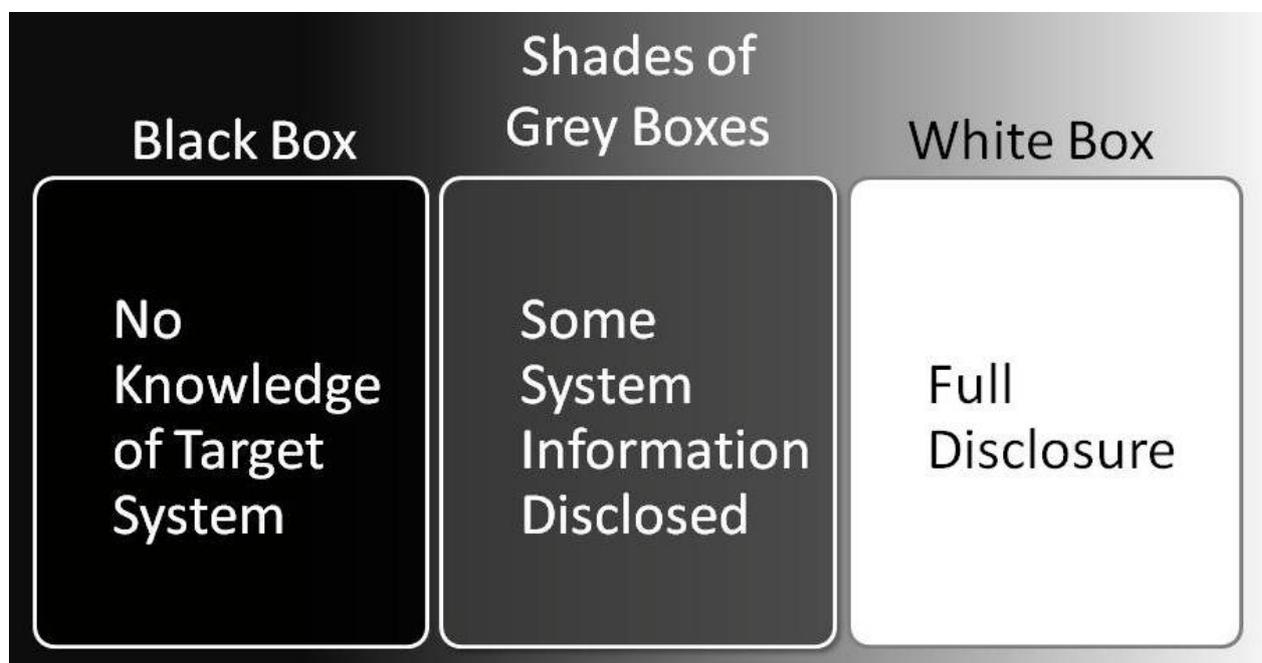 Black Box
No
Knowledge
of Target
System
Shades of
Grey Boxes
Some
System
Information
Disclosed
White Box
Full
Disclosure